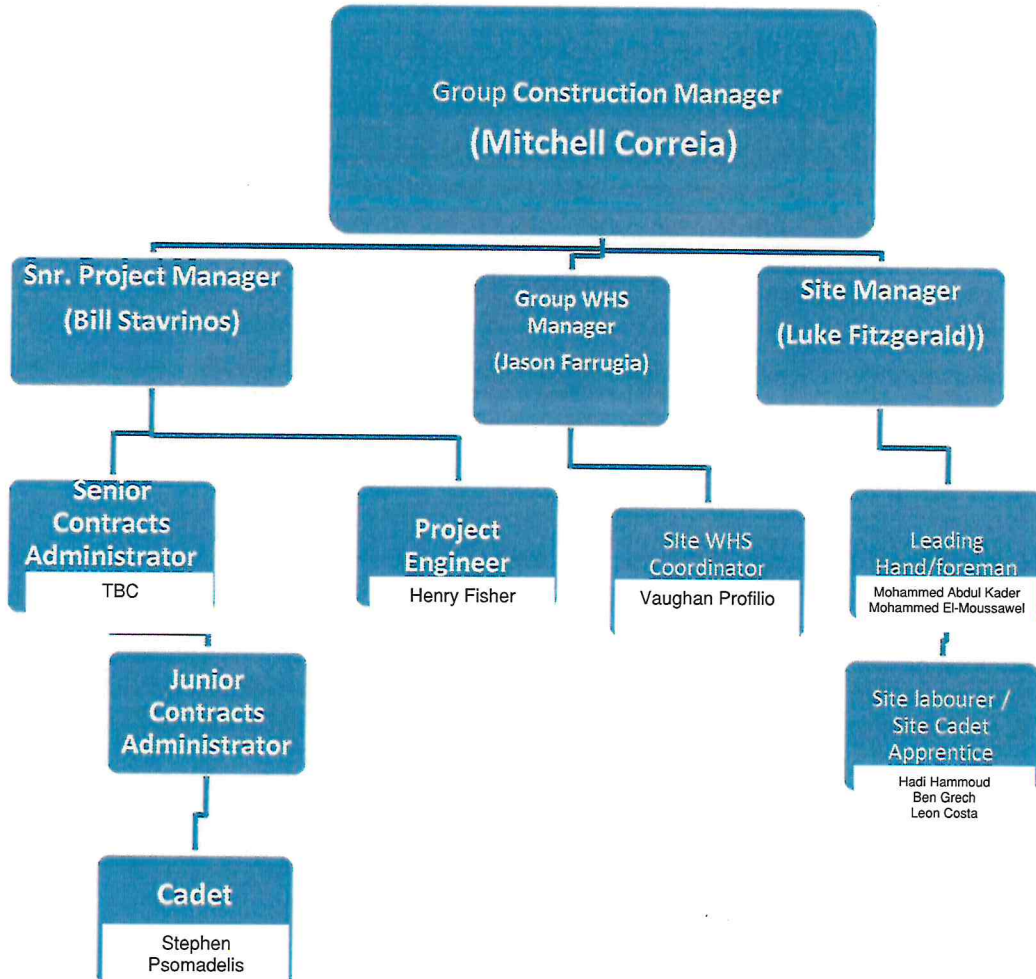 Group Construction Manager
(Mitchell Correia)
Snr. Project Manager
(Bill Stavrinos)
Group WHS
Manager
(Jason Farrugia)
Site Manager
(Luke Fitzgerald))
Senior
Contracts
Administrator
TBC
Project
Engineer
Henry Fisher
Site WHS
Coordinator
Vaughan Profilio
Leading
Hand/foreman
Mohammed Abdul Kader
Mohammed El-Moussawel
Junior
Contracts
Administrator
Site labourer /
Site Cadet
Apprentice
Hadi Hammoud
Ben Grech
Leon Costa
Cadet
Stephen
Psomadelis